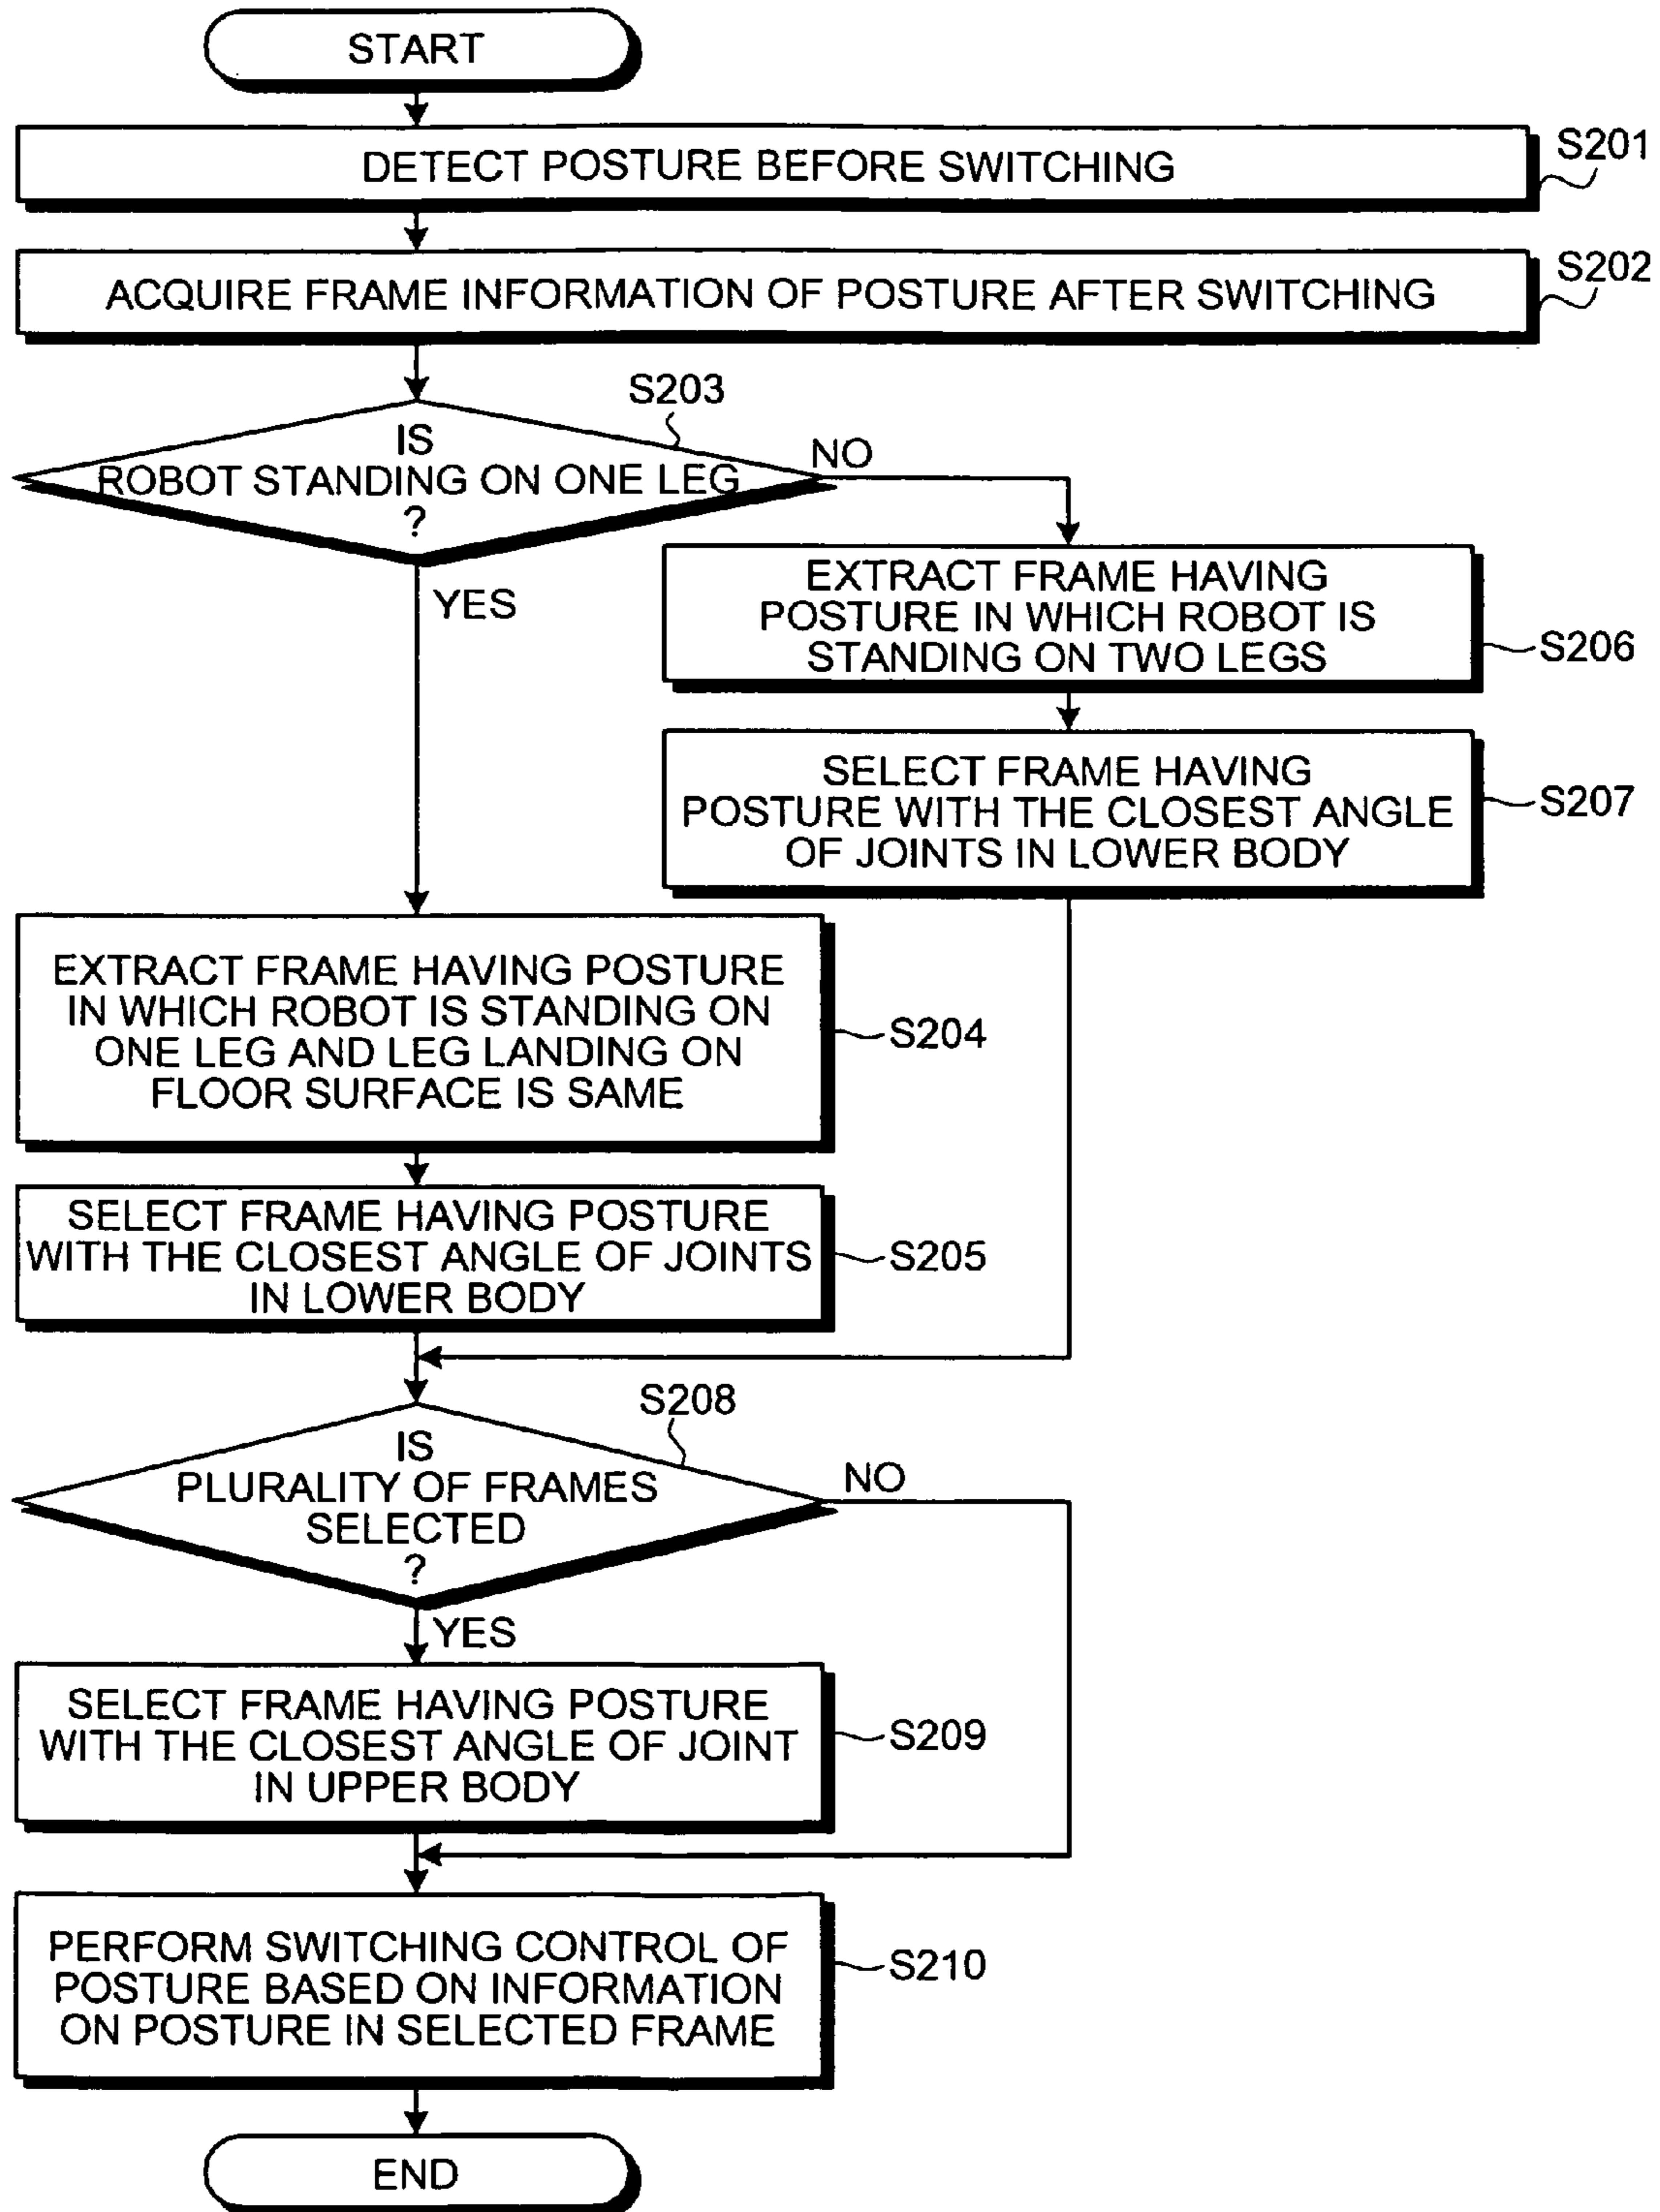 START
DETECT POSTURE BEFORE SWITCHING
S201
ACQUIRE FRAME INFORMATION OF POSTURE AFTER SWITCHING
S202
S203
IS
ROBOT STANDING ON ONE LEG
?
NO
YES
EXTRACT FRAME HAVING
POSTURE IN WHICH ROBOT IS
STANDING ON TWO LEGS
S206
SELECT FRAME HAVING
POSTURE WITH THE CLOSEST ANGLE
OF JOINTS IN LOWER BODY
S207
EXTRACT FRAME HAVING POSTURE
IN WHICH ROBOT IS STANDING ON
ONE LEG AND LEG LANDING ON
FLOOR SURFACE IS SAME
S204
SELECT FRAME HAVING POSTURE
WITH THE CLOSEST ANGLE OF JOINTS
IN LOWER BODY
S205
S208
IS
PLURALITY OF FRAMES
SELECTED
?
NO
YES
SELECT FRAME HAVING POSTURE
WITH THE CLOSEST ANGLE OF JOINT
IN UPPER BODY
S209
PERFORM SWITCHING CONTROL OF
POSTURE BASED ON INFORMATION
ON POSTURE IN SELECTED FRAME
S210
END